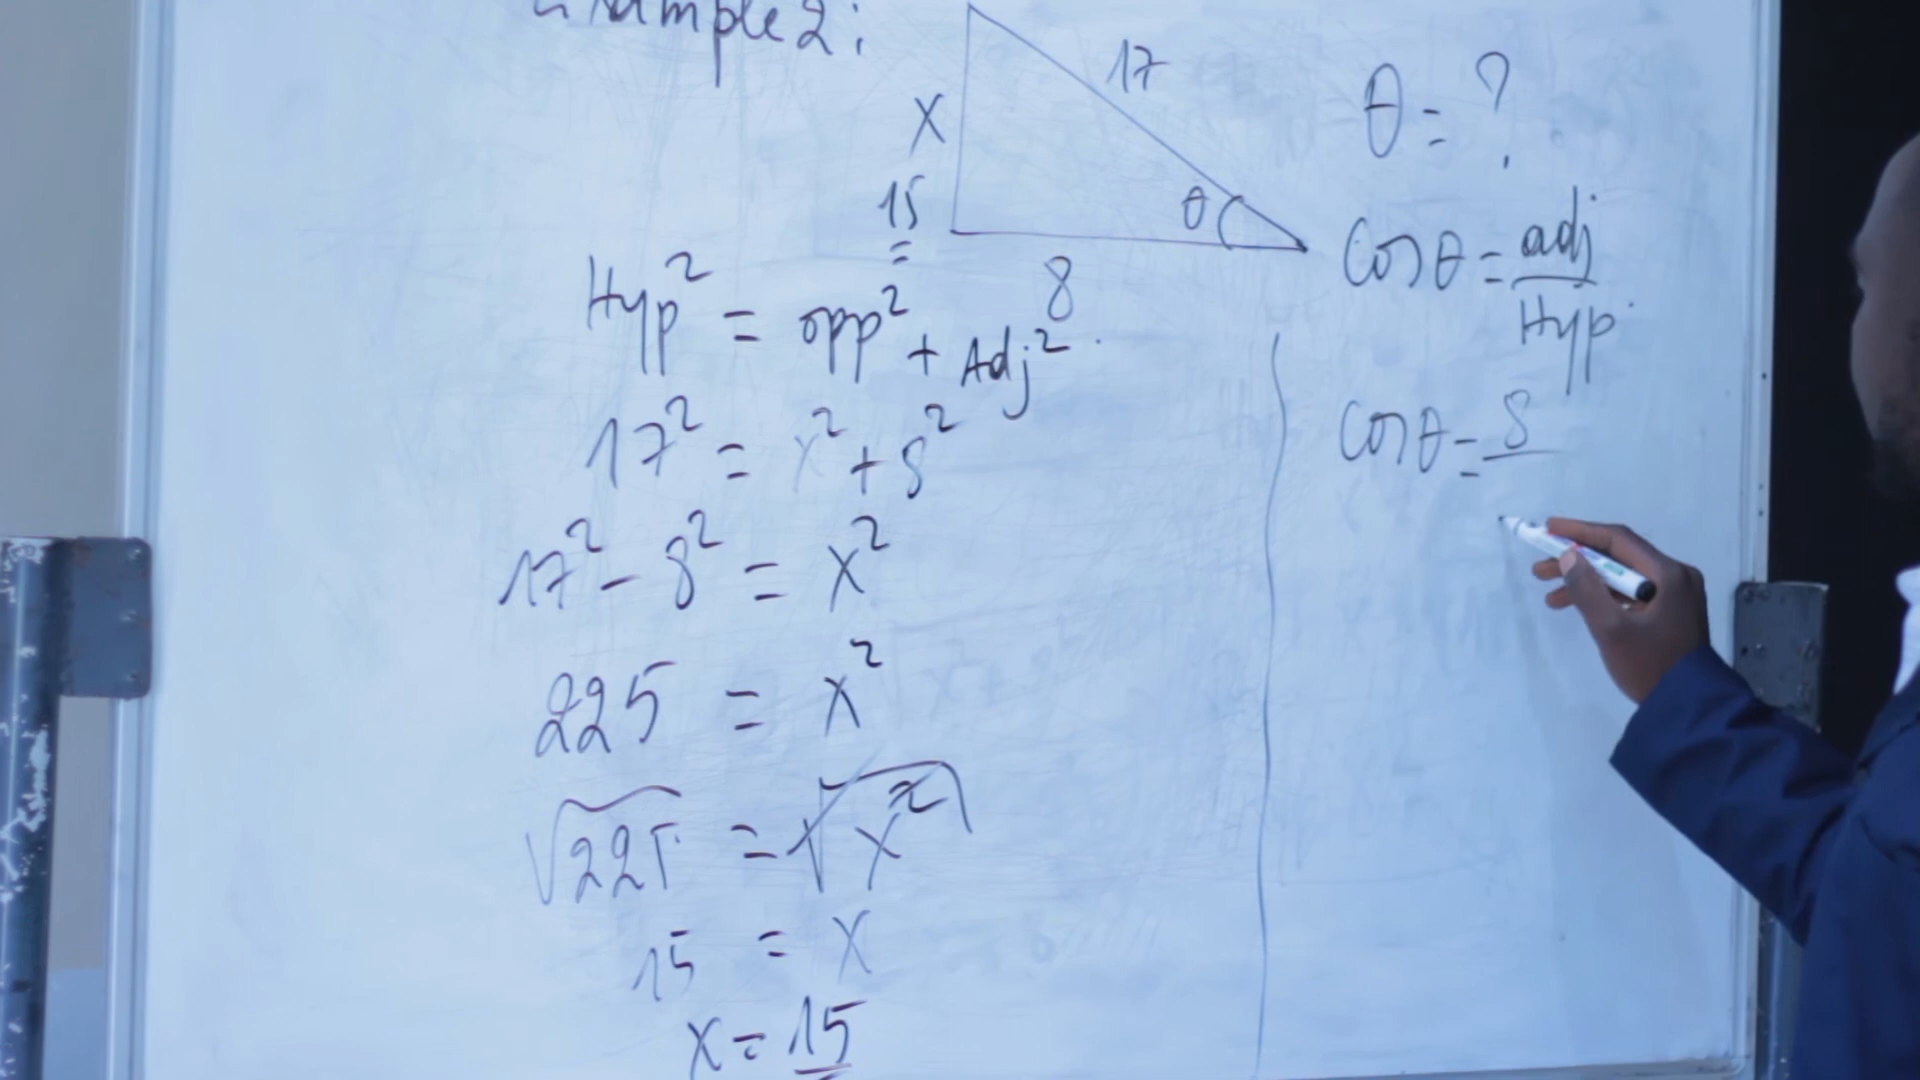 Example 2:
17
x
15
=
θ
8
Hyp² = opp² + Adj²
17² = x² + 8²
17² - 8² = x²
225 = x²
√225 = √x²
15 = x
x = 15
θ = ?
Cos θ = adj/Hyp
Cos θ = 8/